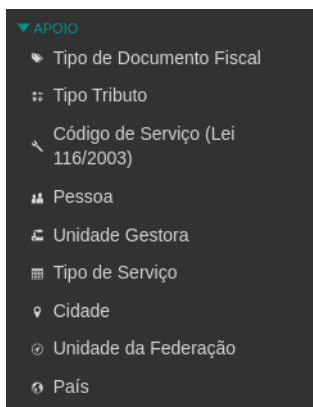 APOIO
Tipo de Documento Fiscal
Tipo Tributo
Código de Serviço (Lei
116/2003)
Pessoa
Unidade Gestora
Tipo de Serviço
Cidade
Unidade da Federação
País